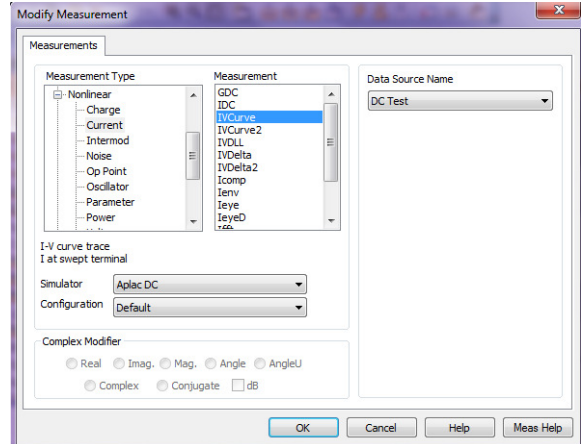 Modify Measurement
Measurements
Measurement Type
Nonlinear
Charge
Current
Intermod
Noise
Op Point
Oscillator
Parameter
Power
Measurement
GDC
IDC
IVCurve
IVCurve2
IVDLL
IVDelta
IVDelta2
Icomp
Ienv
Ieye
IeyeD
Data Source Name
DC Test
I-V curve trace
I at swept terminal
Simulator Aplac DC
Configuration Default
Complex Modifier
Real Imag. Mag. Angle AngleU
Complex Conjugate dB
OK Cancel Help Meas Help